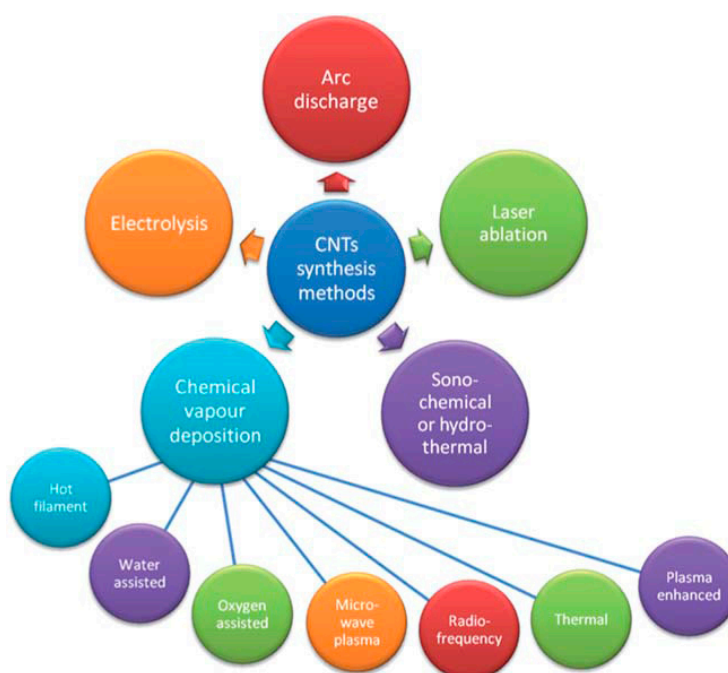 Arc
discharge
Electrolysis
Laser
ablation
CNTs
synthesis
methods
Chemical
vapour
deposition
Sono-
chemical
or hydro-
thermal
Hot
filament
Water
assisted
Oxygen
assisted
Micro-
wave
plasma
Radio-
frequency
Thermal
Plasma
enhanced